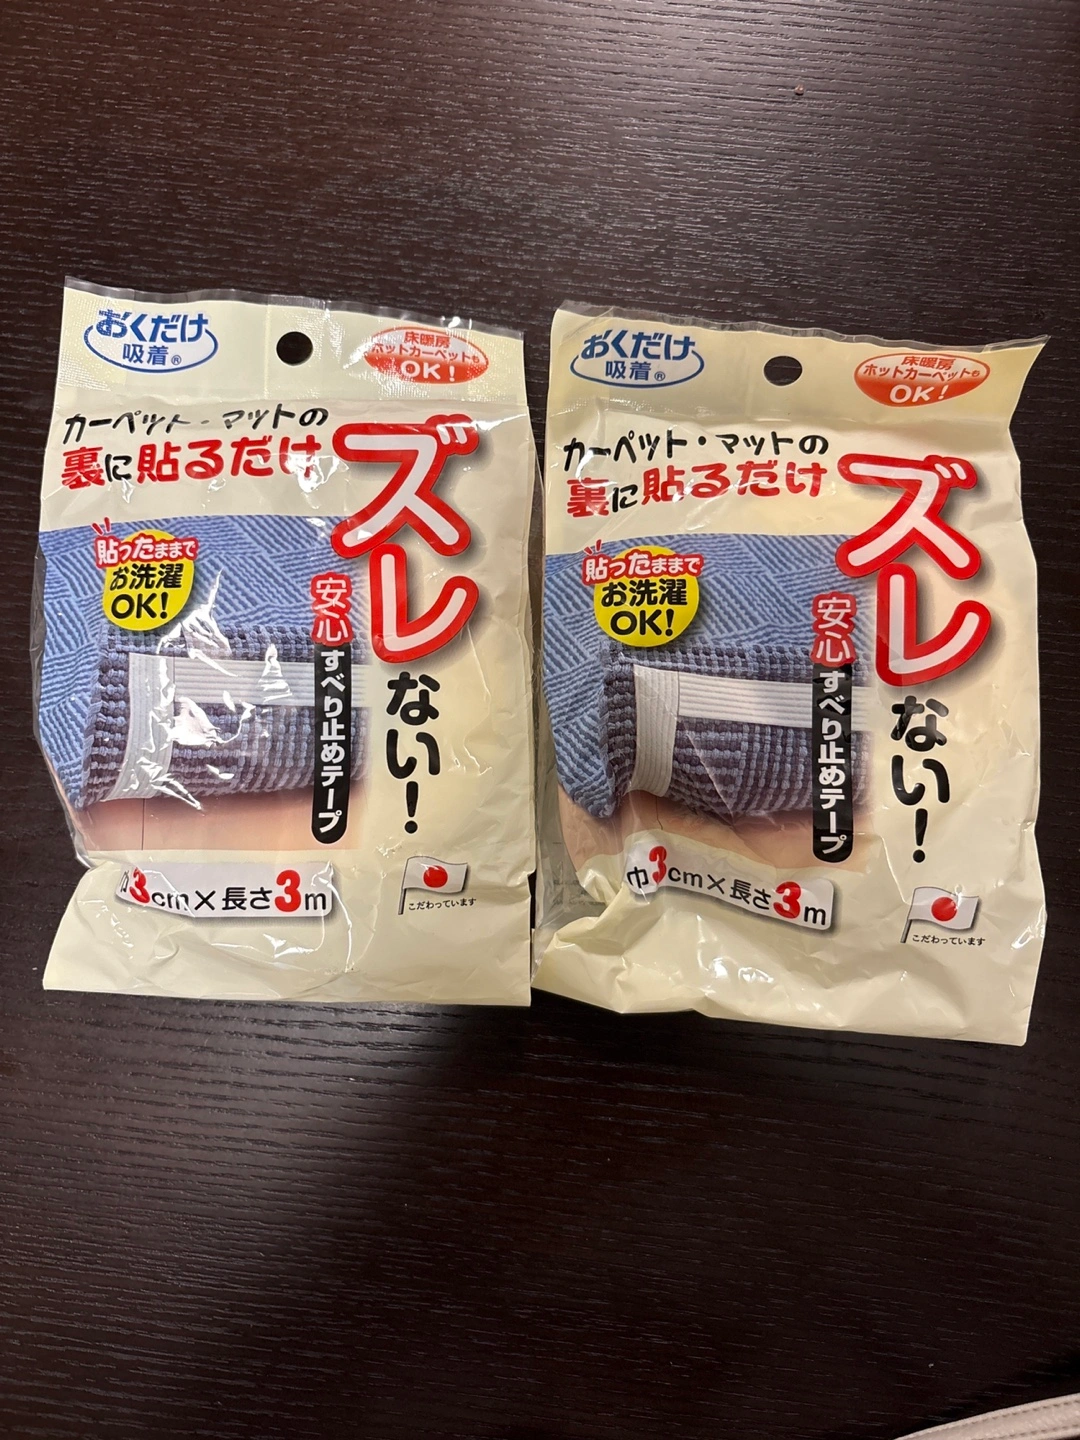 おくだけ
吸着®
床暖房
ホットカーペットも
OK!
カーペット・マットの
裏に貼るだけ
ズレない!
貼ったままで
お洗濯
OK!
安心すべり止めテープ
巾3cm×長さ3m
こだわっています
おくだけ
吸着®
床暖房
ホットカーペットも
OK!
カーペット・マットの
裏に貼るだけ
ズレない!
貼ったままで
お洗濯
OK!
安心すべり止めテープ
巾3cm×長さ3m
こだわっています